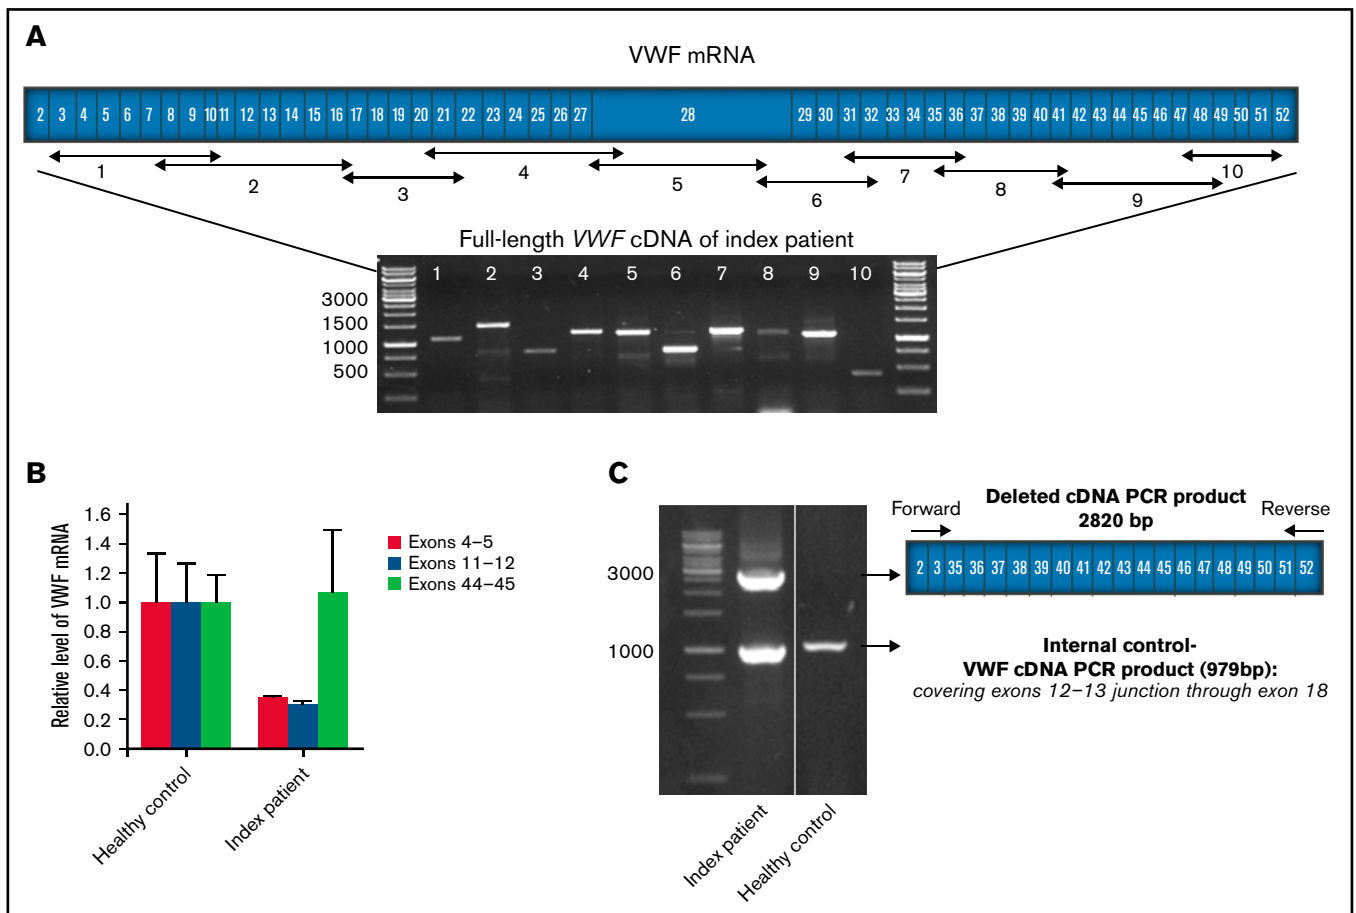 A
VWF mRNA
2 3 4 5 6 7 8 9 10 11 12 13 14 15 16 17 18 19 20 21 22 23 24 25 26 27 28 29 30 31 32 33 34 35 36 37 38 39 40 41 42 43 44 45 46 47 48 49 50 51 52
1 2 3 4 5 6 7 8 9 10
Full-length VWF cDNA of index patient
1 2 3 4 5 6 7 8 9 10
3000
1500
1000
500
B
Relative level of VWF mRNA
1.6
1.4
1.2
1.0
0.8
0.6
0.4
0.2
0.0
Healthy control
Index patient
Exons 4–5
Exons 11–12
Exons 44–45
C
3000
1000
Index patient
Healthy control
Forward
Deleted cDNA PCR product
2820 bp
Reverse
2 3 35 36 37 38 39 40 41 42 43 44 45 46 47 48 49 50 51 52
Internal control-
VWF cDNA PCR product (979bp):
covering exons 12–13 junction through exon 18